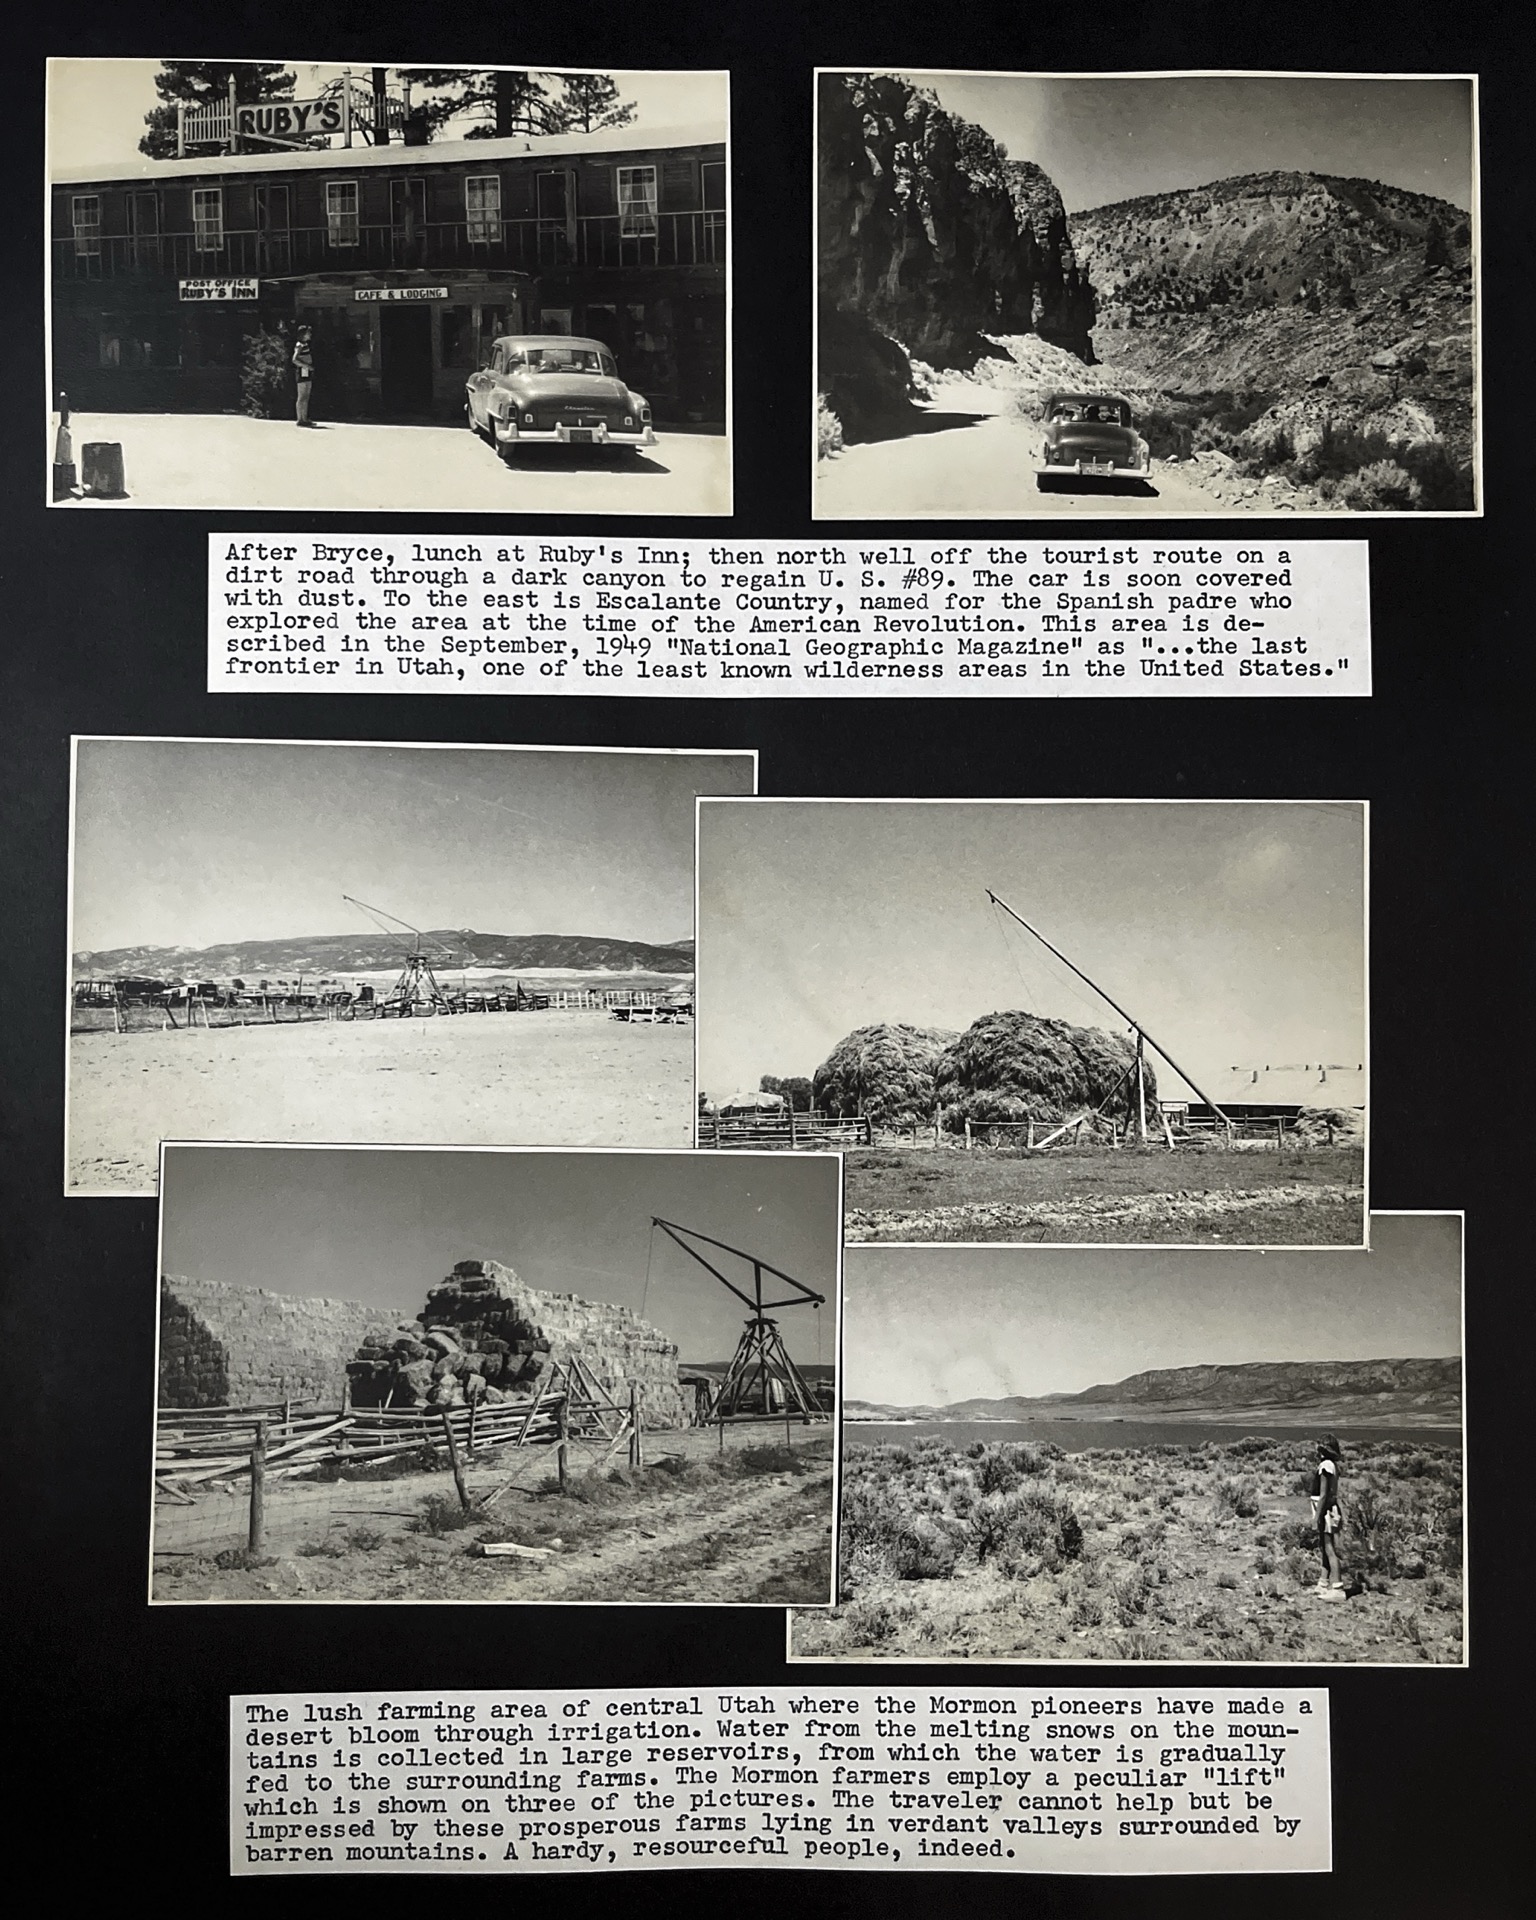 RUBY'S
POST OFFICE
RUBY'S INN
CAFE & LODGING
After Bryce, lunch at Ruby's Inn; then north well off the tourist route on a
dirt road through a dark canyon to regain U. S. #89. The car is soon covered
with dust. To the east is Escalante Country, named for the Spanish padre who
explored the area at the time of the American Revolution. This area is de-
scribed in the September, 1949 "National Geographic Magazine" as "...the last
frontier in Utah, one of the least known wilderness areas in the United States."
The lush farming area of central Utah where the Mormon pioneers have made a
desert bloom through irrigation. Water from the melting snows on the moun-
tains is collected in large reservoirs, from which the water is gradually
fed to the surrounding farms. The Mormon farmers employ a peculiar "lift"
which is shown on three of the pictures. The traveler cannot help but be
impressed by these prosperous farms lying in verdant valleys surrounded by
barren mountains. A hardy, resourceful people, indeed.